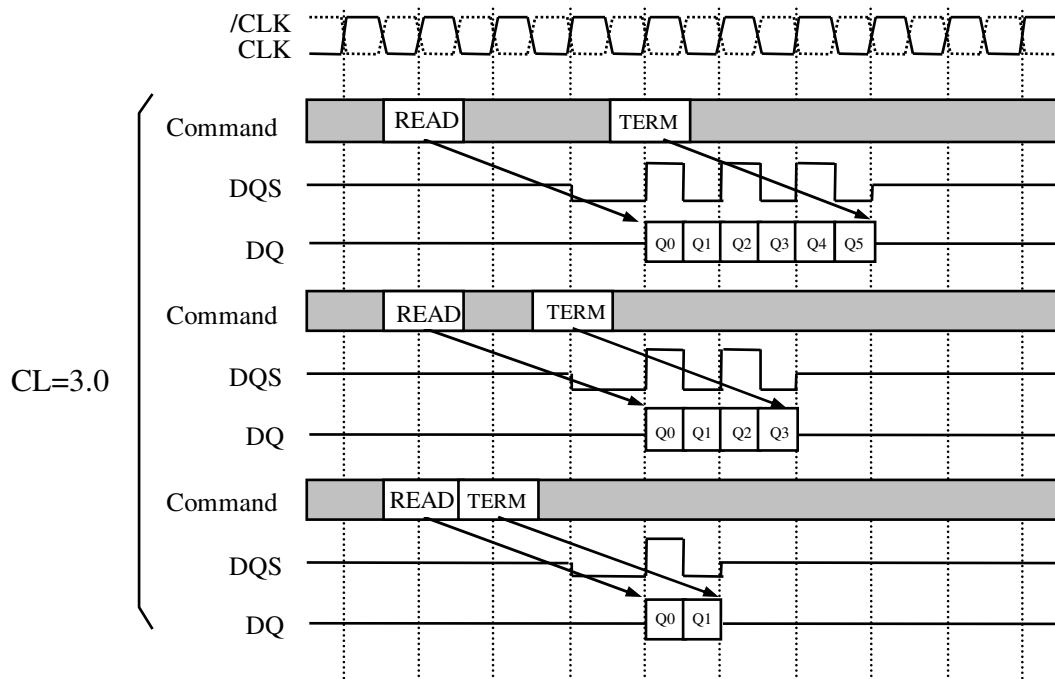 /CLK
CLK
Command READ TERM
DQS
DQ Q0 Q1 Q2 Q3 Q4 Q5
Command READ TERM
CL=3.0
DQS
DQ Q0 Q1 Q2 Q3
Command READ TERM
DQS
DQ Q0 Q1